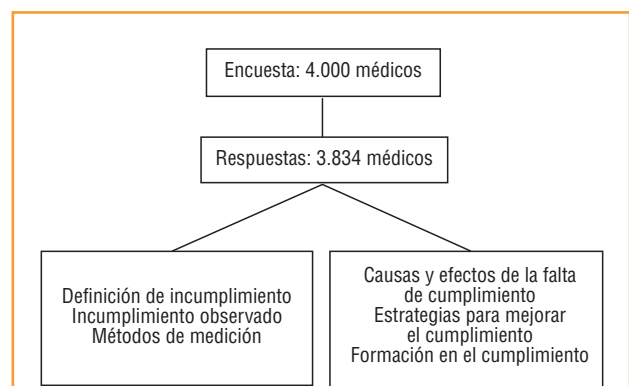 Encuesta: 4.000 médicos
Respuestas: 3.834 médicos
Definición de incumplimiento
Incumplimiento observado
Métodos de medición
Causas y efectos de la falta
de cumplimiento
Estrategias para mejorar
el cumplimiento
Formación en el cumplimiento